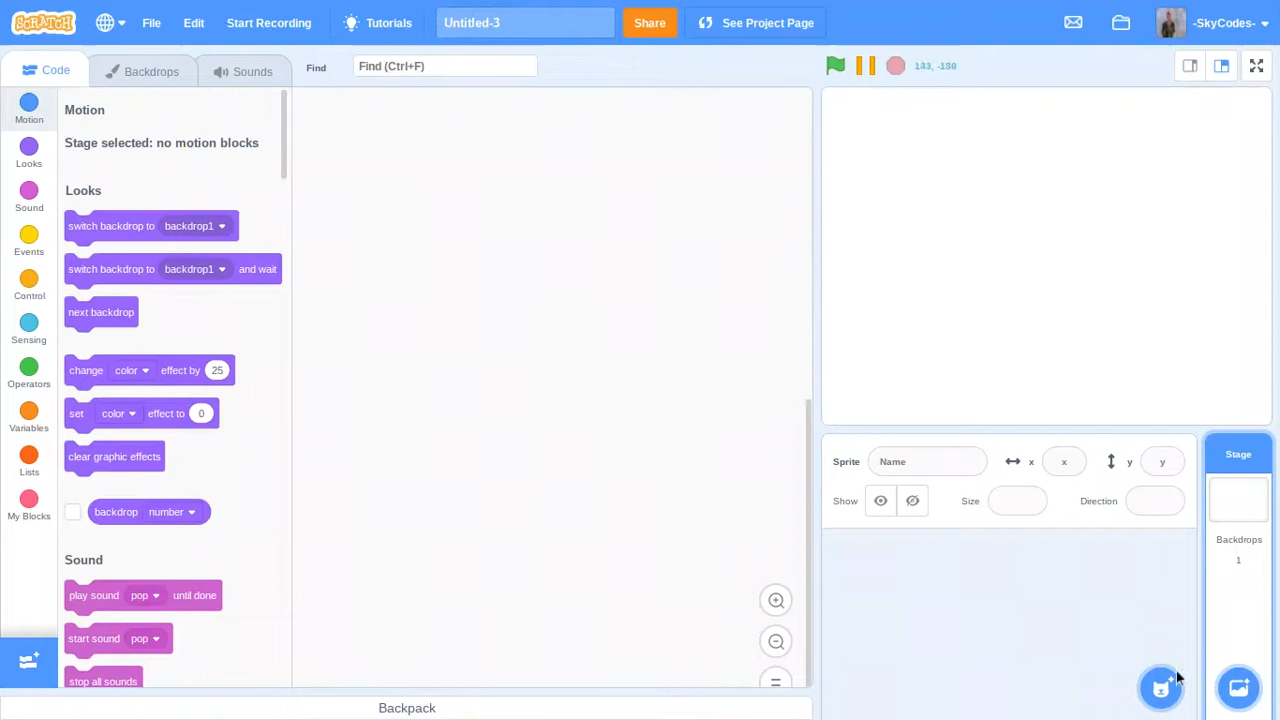 SCRATCH File Edit Start Recording Tutorials Untitled-3 Share See Project Page -SkyCodes-
Code Backdrops Sounds Find Find (Ctrl+F)
Motion
Looks
Sound
Events
Control
Sensing
Operators
Variables
Lists
My Blocks
Motion
Stage selected: no motion blocks
Looks
switch backdrop to backdrop1
switch backdrop to backdrop1 and wait
next backdrop
change color effect by 25
set color effect to 0
clear graphic effects
backdrop number
Sound
play sound pop until done
start sound pop
stop all sounds
Backpack
Sprite Name x x y y
Show Size Direction
Stage
Backdrops
1